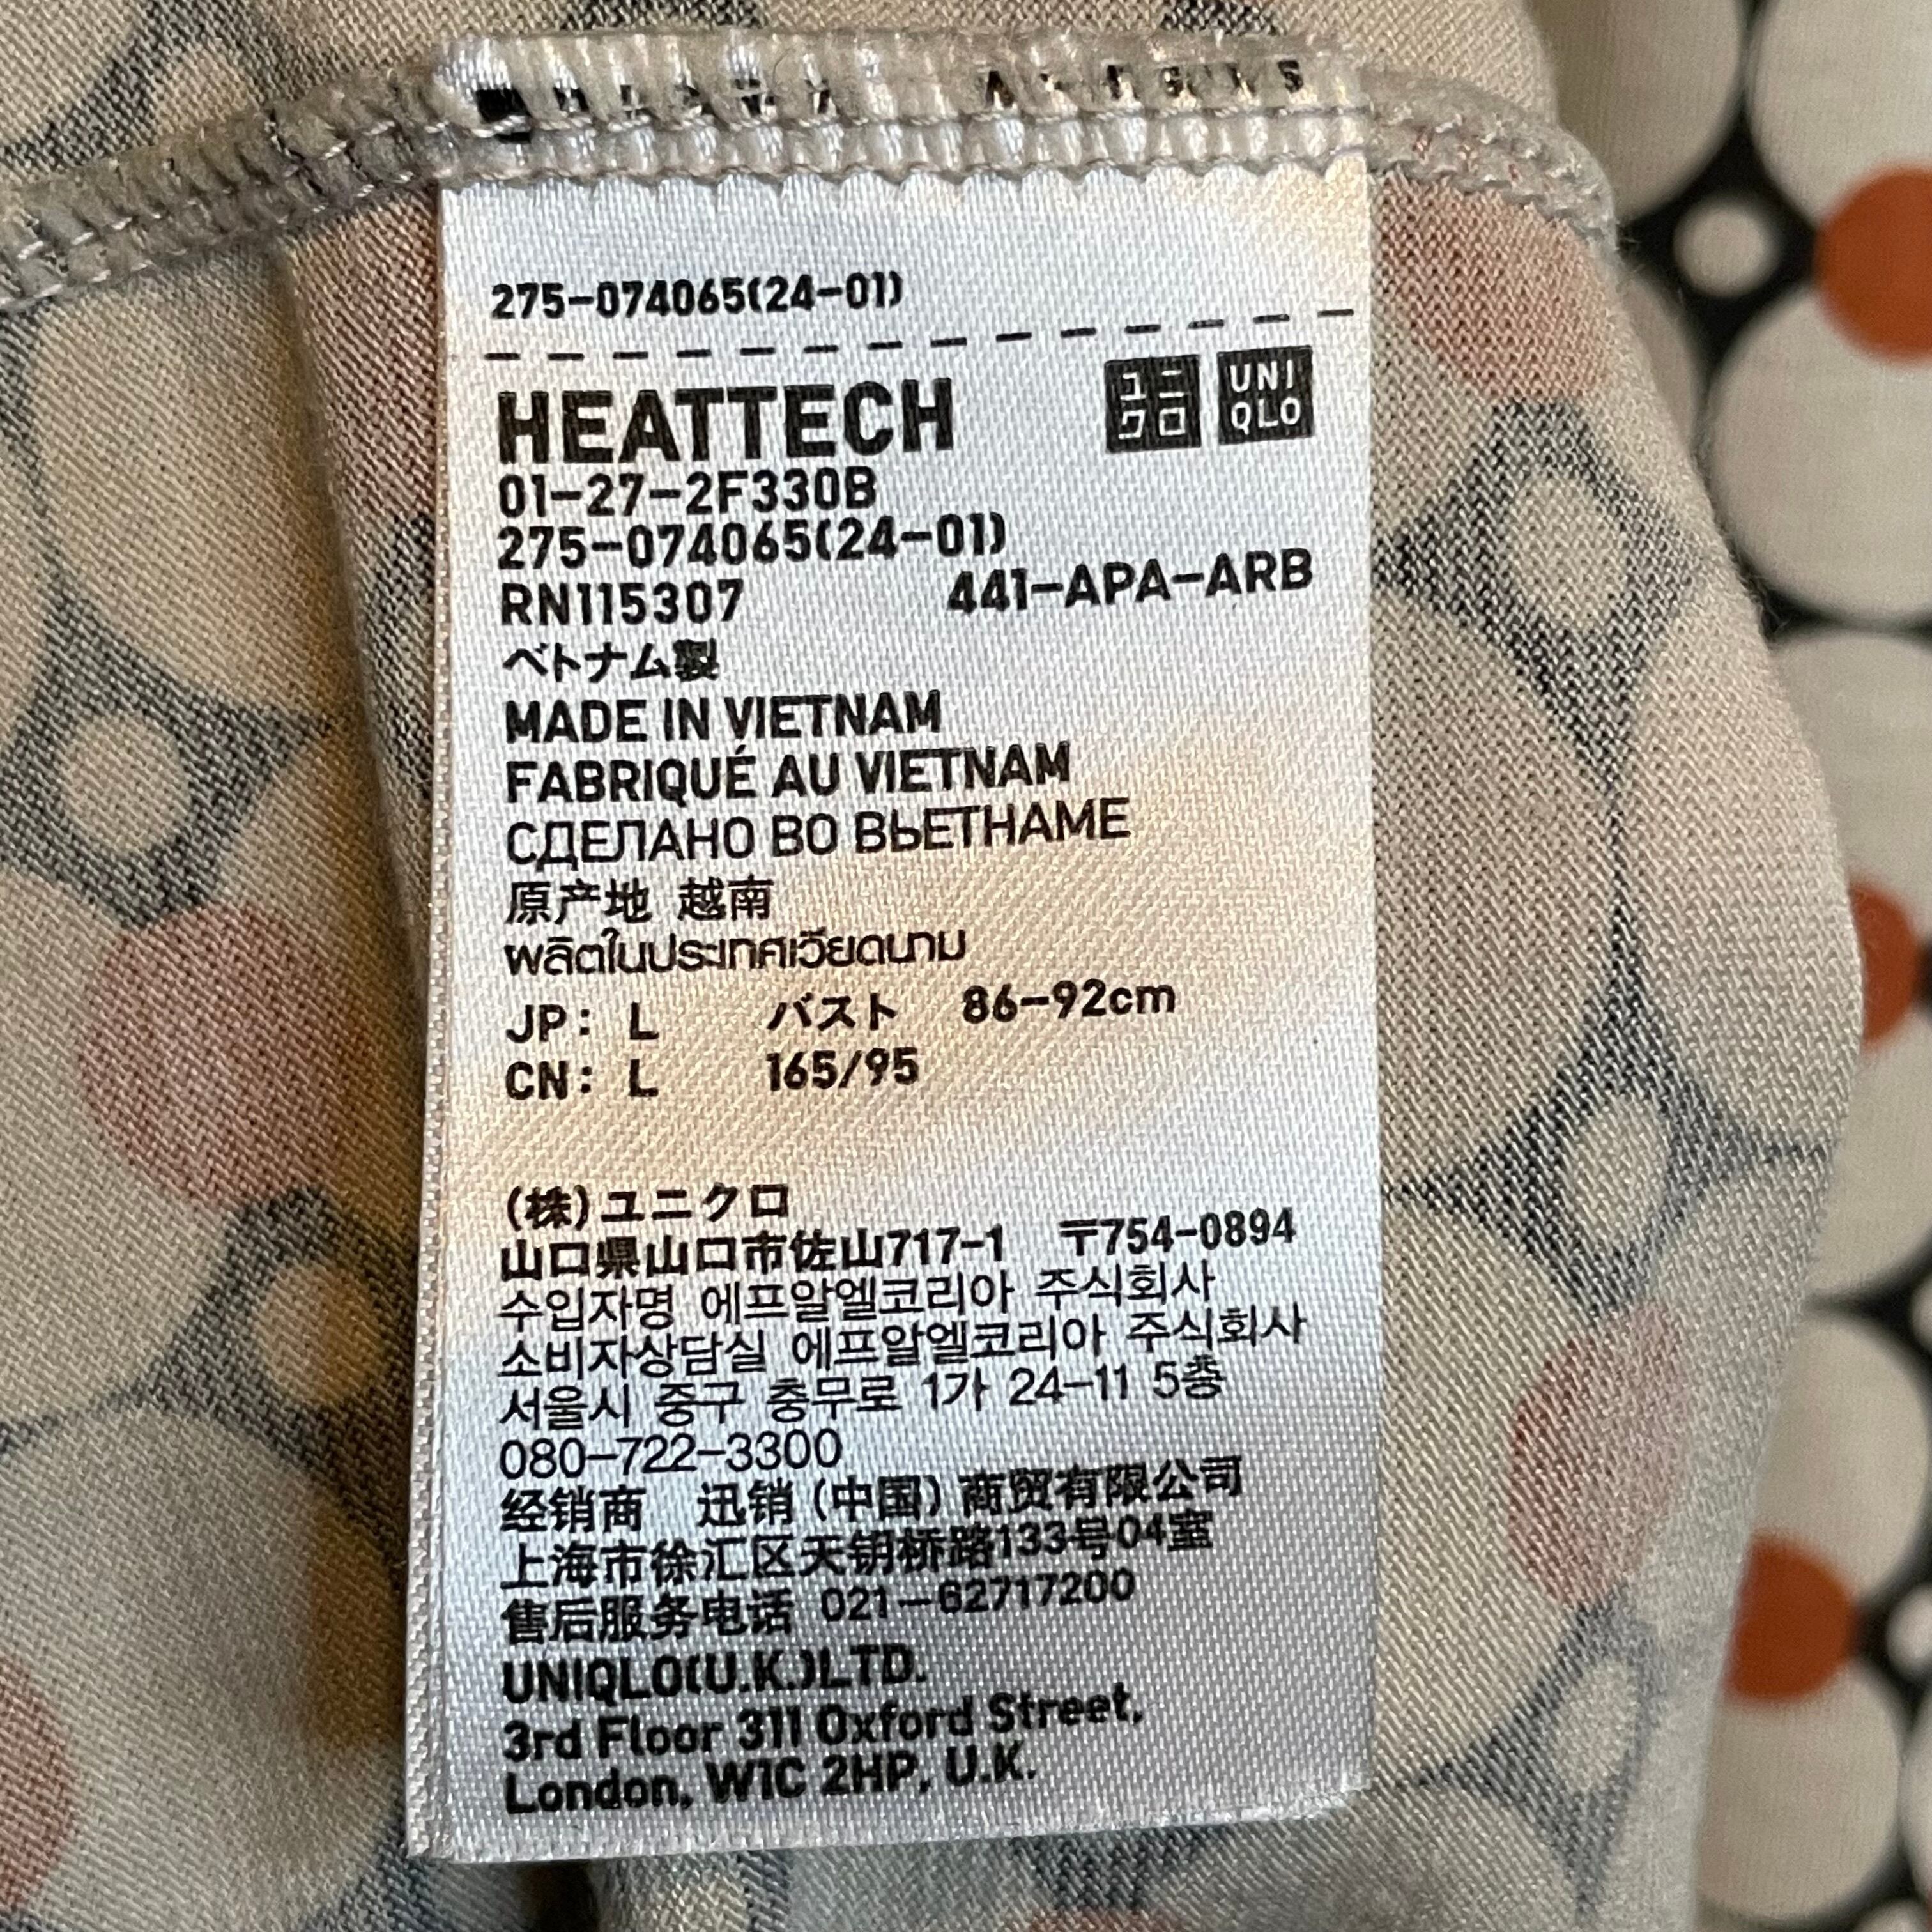 275-074065(24-01)
HEATTECH
ユニ
クロ
UNI
QLO
01-27-2F330B
275-074065(24-01)
RN115307 441-APA-ARB
ベトナム製
MADE IN VIETNAM
FABRIQUÉ AU VIETNAM
СДЕЛАНО ВО ВЬЕТНАМЕ
原产地 越南
ผลิตในประเทศเวียดนาม
JP: L バスト 86-92cm
CN: L 165/95
(株)ユニクロ
山口県山口市佐山717-1 〒754-0894
수입자명 에프알엘코리아 주식회사
소비자상담실 에프알엘코리아 주식회사
서울시 중구 충무로 1가 24-11 5층
080-722-3300
经销商 迅销(中国)商贸有限公司
上海市徐汇区天钥桥路133号04室
售后服务电话 021-62717200
UNIQLO(U.K.)LTD.
3rd Floor 311 Oxford Street,
London, W1C 2HP, U.K.